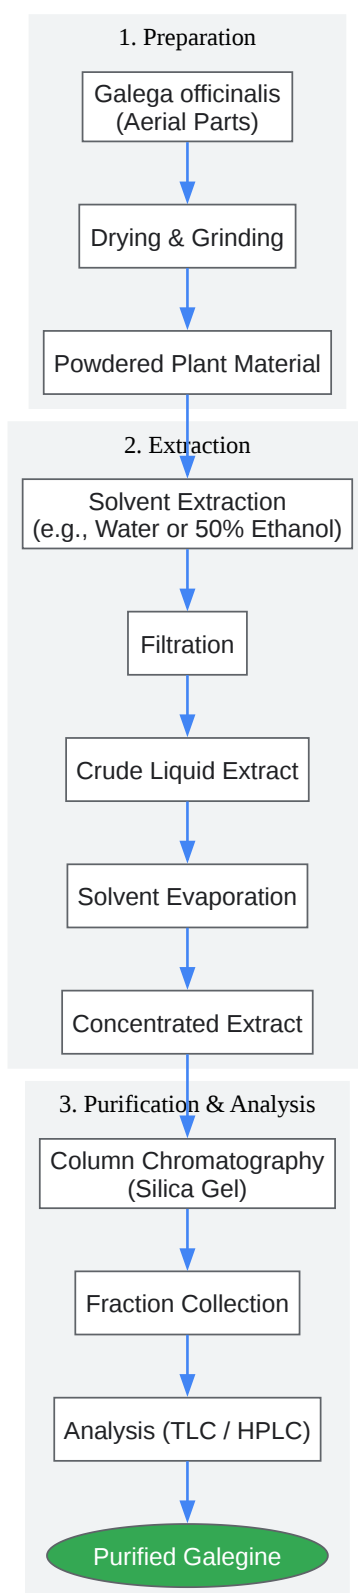 1. Preparation
Galega officinalis
(Aerial Parts)
Drying & Grinding
Powdered Plant Material
2. Extraction
Solvent Extraction
(e.g., Water or 50% Ethanol)
Filtration
Crude Liquid Extract
Solvent Evaporation
Concentrated Extract
3. Purification & Analysis
Column Chromatography
(Silica Gel)
Fraction Collection
Analysis (TLC / HPLC)
Purified Galegine